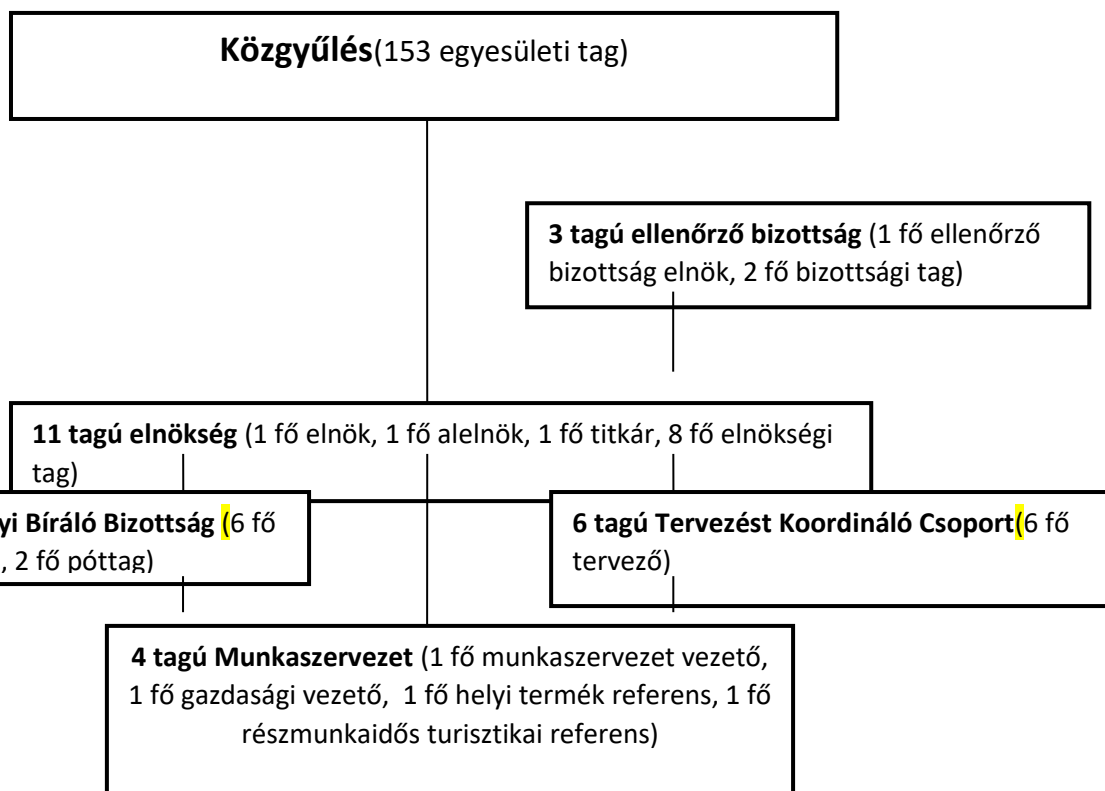 Közgyűlés(153 egyesületi tag)
3 tagú ellenőrző bizottság (1 fő ellenőrző
bizottság elnök, 2 fő bizottsági tag)
11 tagú elnökség (1 fő elnök, 1 fő alelnök, 1 fő titkár, 8 fő elnökségi
tag)
Bíráló Bizottság (6 fő
, 2 fő póttag)
6 tagú Tervezést Koordináló Csoport(6 fő
tervező)
4 tagú Munkaszervezet (1 fő munkaszervezet vezető,
1 fő gazdasági vezető, 1 fő helyi termék referens, 1 fő
részmunkaidős turisztikai referens)